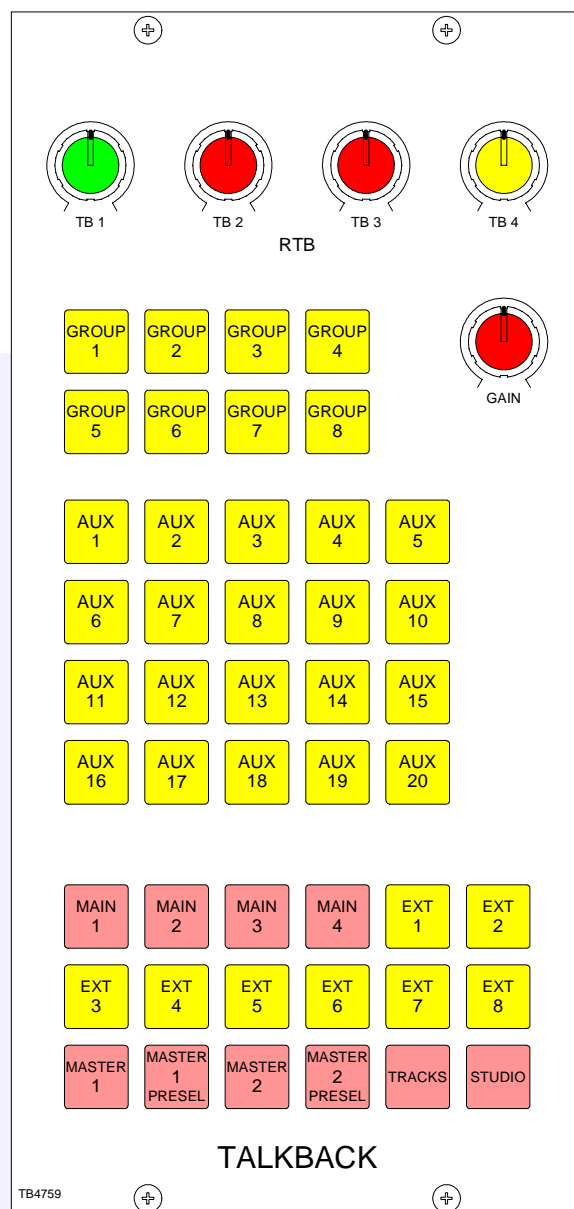 TB 1 TB 2 TB 3 TB 4
RTB
GROUP GROUP GROUP GROUP
1 2 3 4
GAIN
GROUP GROUP GROUP GROUP
5 6 7 8
AUX AUX AUX AUX AUX
1 2 3 4 5
AUX AUX AUX AUX AUX
6 7 8 9 10
AUX AUX AUX AUX AUX
11 12 13 14 15
AUX AUX AUX AUX AUX
16 17 18 19 20
MAIN MAIN MAIN MAIN EXT EXT
1 2 3 4 1 2
EXT EXT EXT EXT EXT EXT
3 4 5 6 7 8
MASTER MASTER MASTER MASTER TRACKS STUDIO
1 1 2 2
PRESEL PRESEL
TALKBACK
TB4759